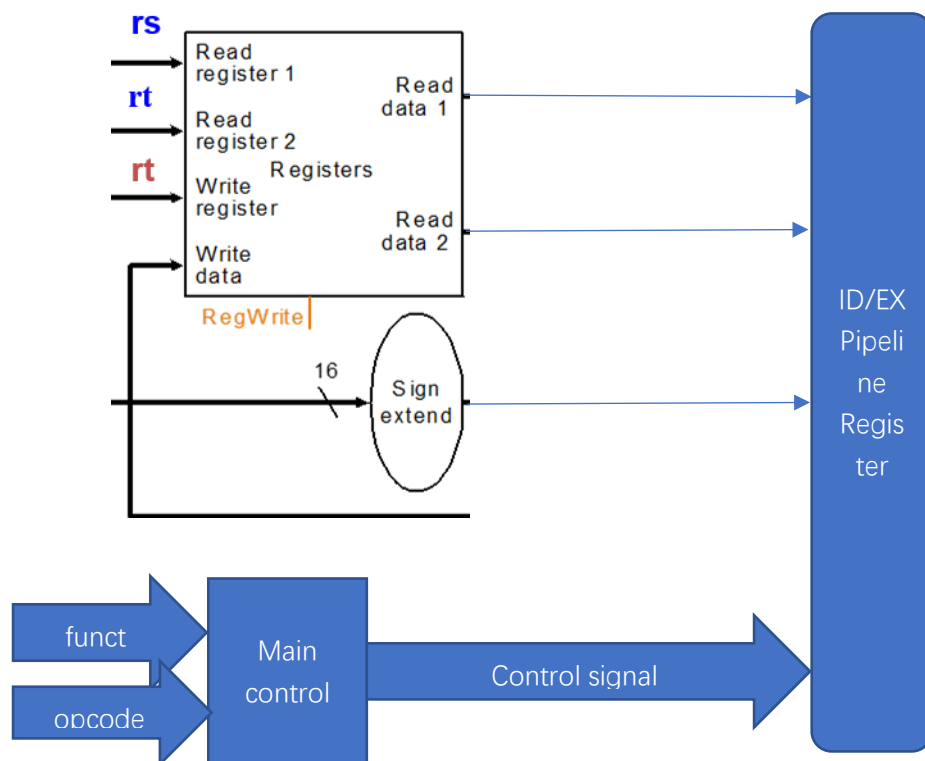 rs
Read
register 1
rt
Read
register 2
rt
Write
register
Write
data
Registers
Read
data 1
Read
data 2
RegWrite
16
Sign
extend
ID/EX
Pipeli
ne
Regis
ter
funct
opcode
Main
control
Control signal